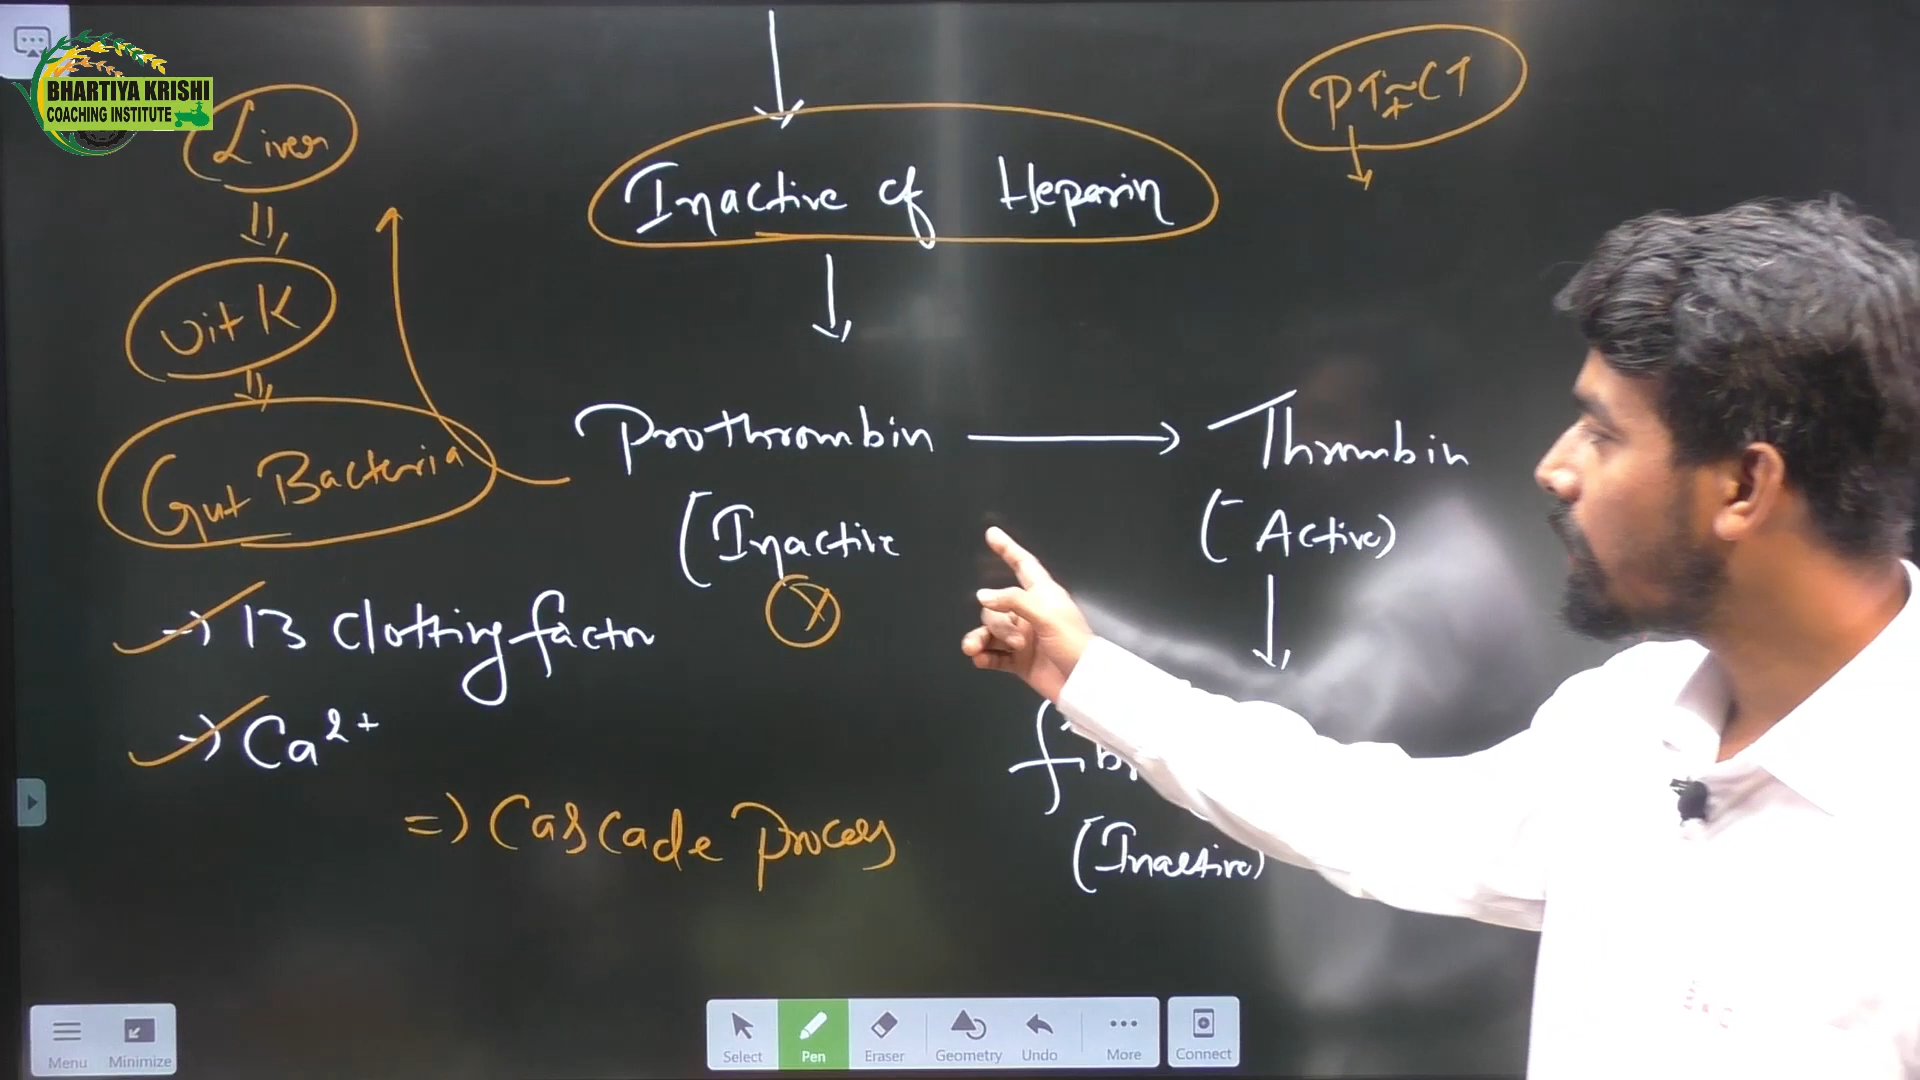 BHARTIYA KRISHI
COACHING INSTITUTE
Liver
vit K
Gut Bacteria
Inactive of Heparin
Prothrombin → Thrombin
(Inactive
(Active)
→ 13 Clotting factor
→ Ca2+
(Inactive)
=> Cascade Process
Menu
Minimize
Select
Pen
Eraser
Geometry
Undo
More
Connect